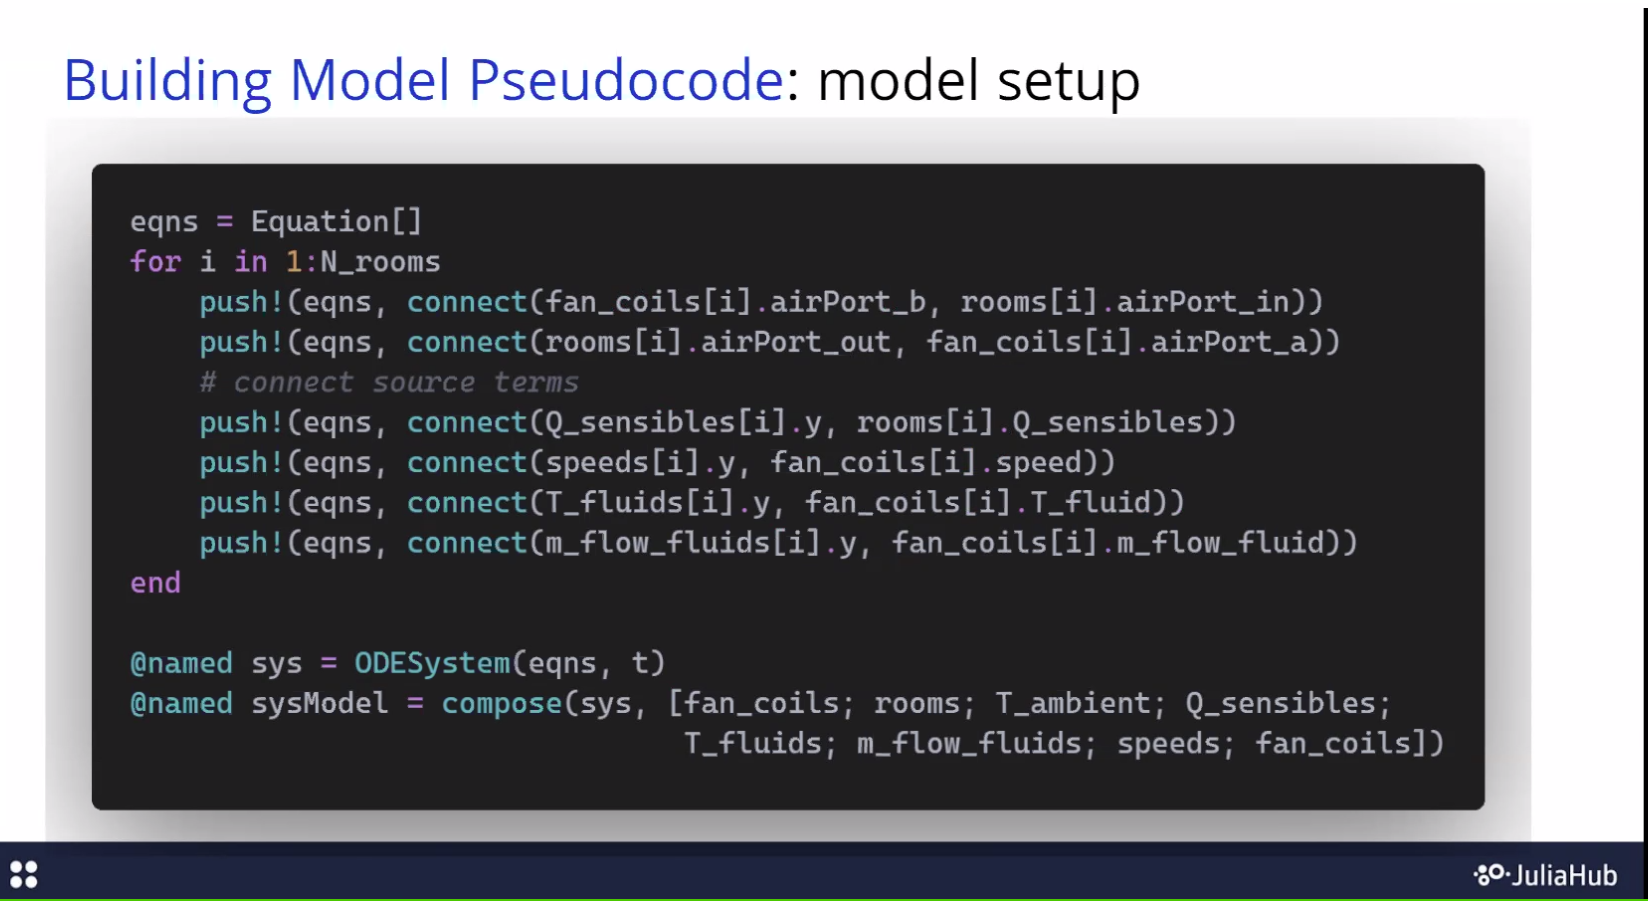 Building Model Pseudocode: model setup
eqns = Equation[]
for i in 1:N_rooms
    push!(eqns, connect(fan_coils[i].airPort_b, rooms[i].airPort_in))
    push!(eqns, connect(rooms[i].airPort_out, fan_coils[i].airPort_a))
    # connect source terms
    push!(eqns, connect(Q_sensibles[i].y, rooms[i].Q_sensibles))
    push!(eqns, connect(speeds[i].y, fan_coils[i].speed))
    push!(eqns, connect(T_fluids[i].y, fan_coils[i].T_fluid))
    push!(eqns, connect(m_flow_fluids[i].y, fan_coils[i].m_flow_fluid))
end
@named sys = ODESystem(eqns, t)
@named sysModel = compose(sys, [fan_coils; rooms; T_ambient; Q_sensibles;
                                T_fluids; m_flow_fluids; speeds; fan_coils])
JuliaHub